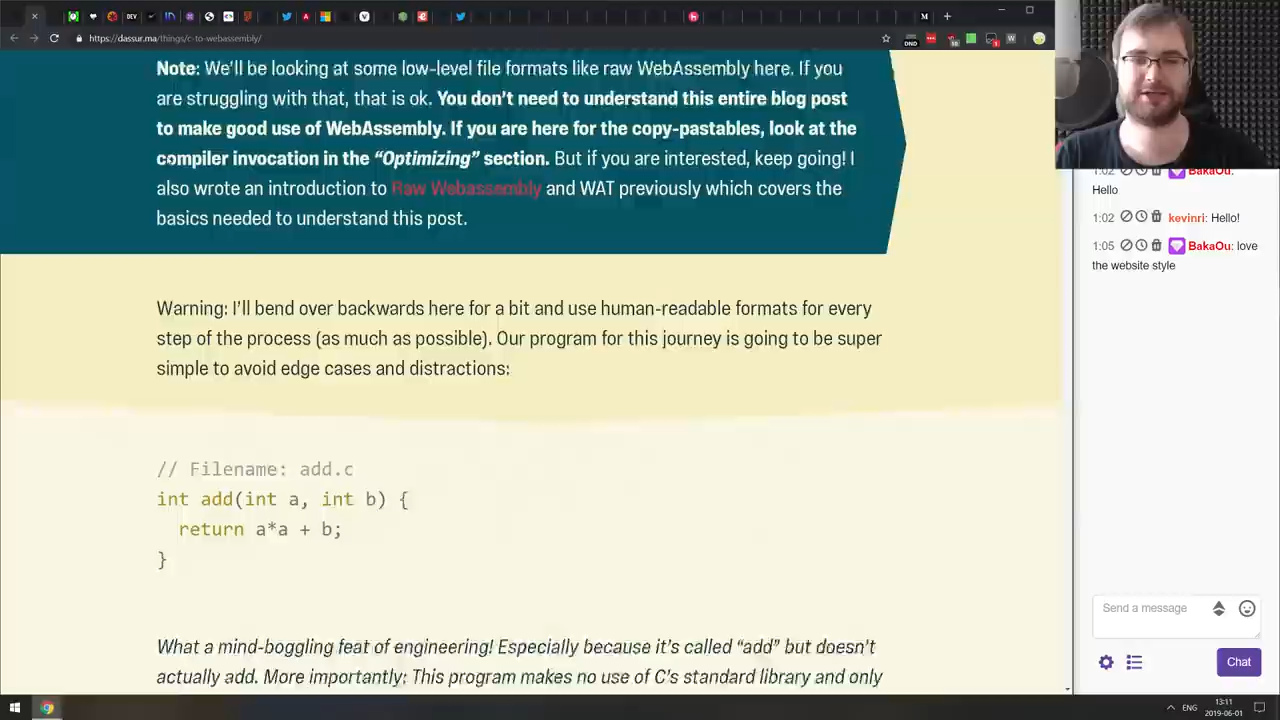 DEV
https://dassur.ma/things/c-to-webassembly/
Note: We'll be looking at some low-level file formats like raw WebAssembly here. If you
are struggling with that, that is ok. You don't need to understand this entire blog post
to make good use of WebAssembly. If you are here for the copy-pastables, look at the
compiler invocation in the "Optimizing" section. But if you are interested, keep going! I
also wrote an introduction to Raw Webassembly and WAT previously which covers the
basics needed to understand this post.
Warning: I'll bend over backwards here for a bit and use human-readable formats for every
step of the process (as much as possible). Our program for this journey is going to be super
simple to avoid edge cases and distractions:
// Filename: add.c
int add(int a, int b) {
return a*a + b;
}
What a mind-boggling feat of engineering! Especially because it's called "add" but doesn't
actually add. More importantly: This program makes no use of C's standard library and only
1:02 BakaOu:
Hello
1:02 kevinri: Hello!
1:05 BakaOu: love
the website style
Send a message
Chat
ENG
13:11
2019-06-01